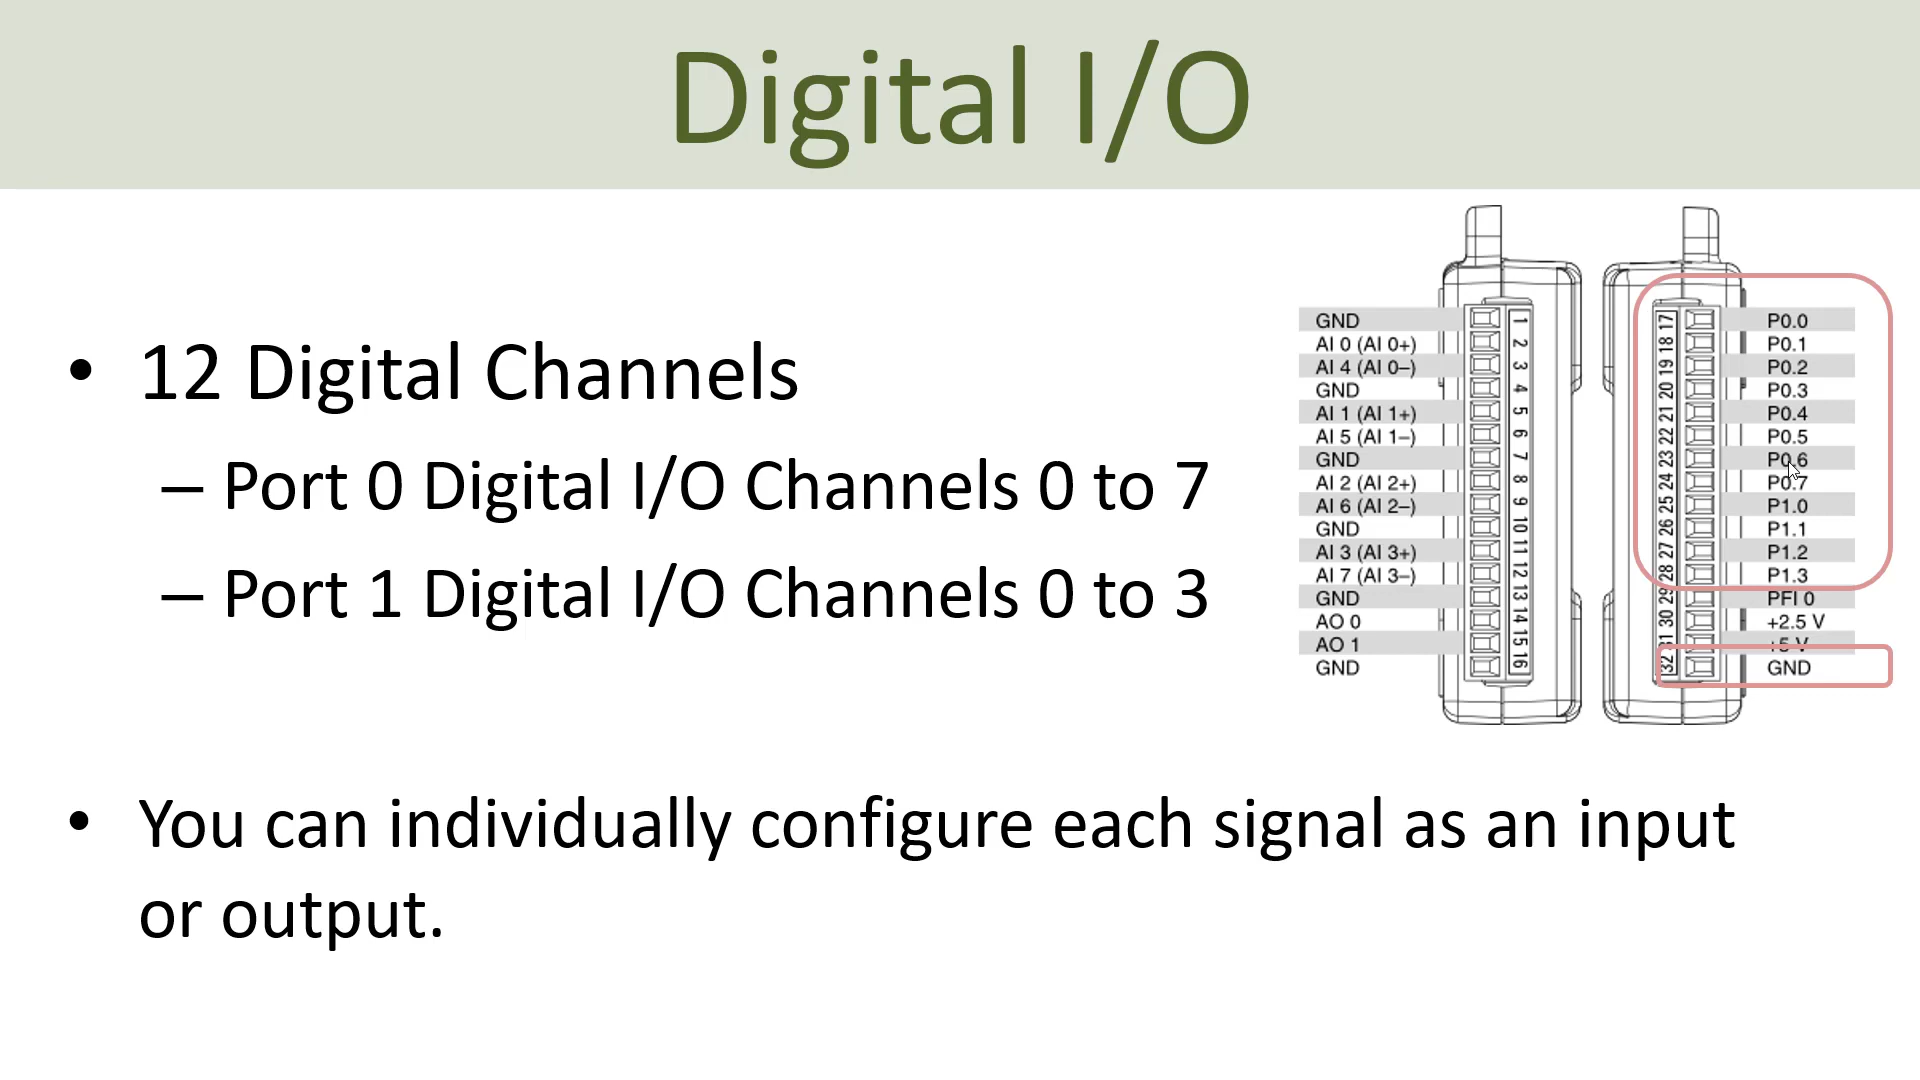 Digital I/O
• 12 Digital Channels
– Port 0 Digital I/O Channels 0 to 7
– Port 1 Digital I/O Channels 0 to 3
• You can individually configure each signal as an input
or output.
GND 1
AI 0 (AI 0+) 2
AI 4 (AI 0–) 3
GND 4
AI 1 (AI 1+) 5
AI 5 (AI 1–) 6
GND 7
AI 2 (AI 2+) 8
AI 6 (AI 2–) 9
GND 10
AI 3 (AI 3+) 11
AI 7 (AI 3–) 12
GND 13
AO 0 14
AO 1 15
GND 16
17 P0.0
18 P0.1
19 P0.2
20 P0.3
21 P0.4
22 P0.5
23 P0.6
24 P0.7
25 P1.0
26 P1.1
27 P1.2
28 P1.3
29 PFI 0
30 +2.5 V
31 +5 V
32 GND